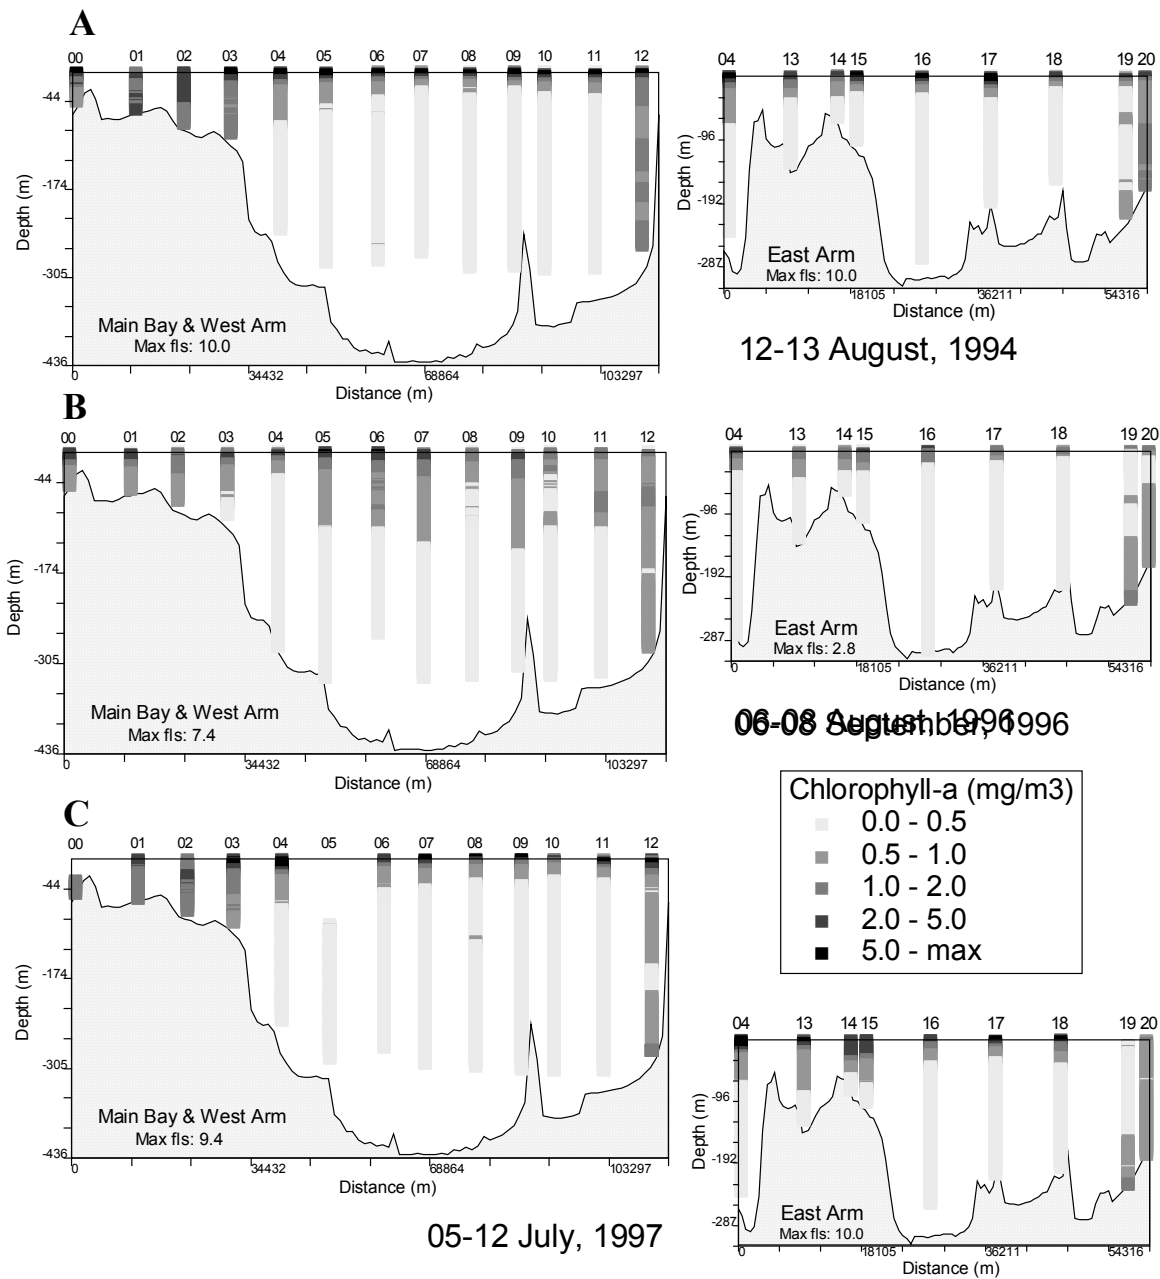 A
00 01 02 03 04 05 06 07 08 09 10 11 12
-44
-174
-305
-436
Depth (m)
Main Bay & West Arm
Max fls: 10.0
0 34432 68864 103297
Distance (m)
04 13 14 15 16 17 18 19 20
-96
-192
-287
Depth (m)
East Arm
Max fls: 10.0
0 18105 36211 54316
Distance (m)
12-13 August, 1994
B
00 01 02 03 04 05 06 07 08 09 10 11 12
-44
-174
-305
-436
Depth (m)
Main Bay & West Arm
Max fls: 7.4
0 34432 68864 103297
Distance (m)
04 13 14 15 16 17 18 19 20
-96
-192
-287
Depth (m)
East Arm
Max fls: 2.8
0 18105 36211 54316
Distance (m)
06-08 August, 1996
06-08 September, 1996
Chlorophyll-a (mg/m3)
0.0 - 0.5
0.5 - 1.0
1.0 - 2.0
2.0 - 5.0
5.0 - max
C
00 01 02 03 04 05 06 07 08 09 10 11 12
-44
-174
-305
-436
Depth (m)
Main Bay & West Arm
Max fls: 9.4
0 34432 68864 103297
Distance (m)
04 13 14 15 16 17 18 19 20
-96
-192
-287
Depth (m)
East Arm
Max fls: 10.0
0 18105 36211 54316
Distance (m)
05-12 July, 1997